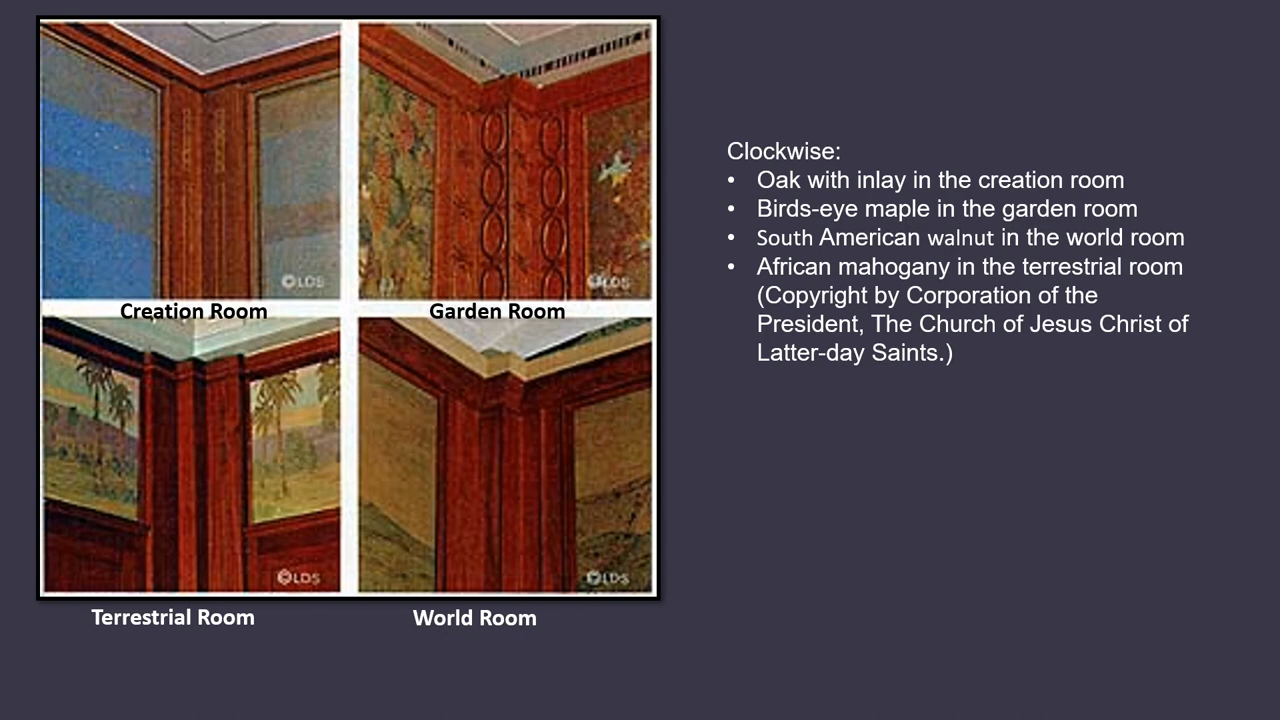 ©LDS
©LDS
Creation Room
Garden Room
©LDS
©LDS
Terrestrial Room
World Room
Clockwise:
• Oak with inlay in the creation room
• Birds-eye maple in the garden room
• South American walnut in the world room
• African mahogany in the terrestrial room
(Copyright by Corporation of the
President, The Church of Jesus Christ of
Latter-day Saints.)